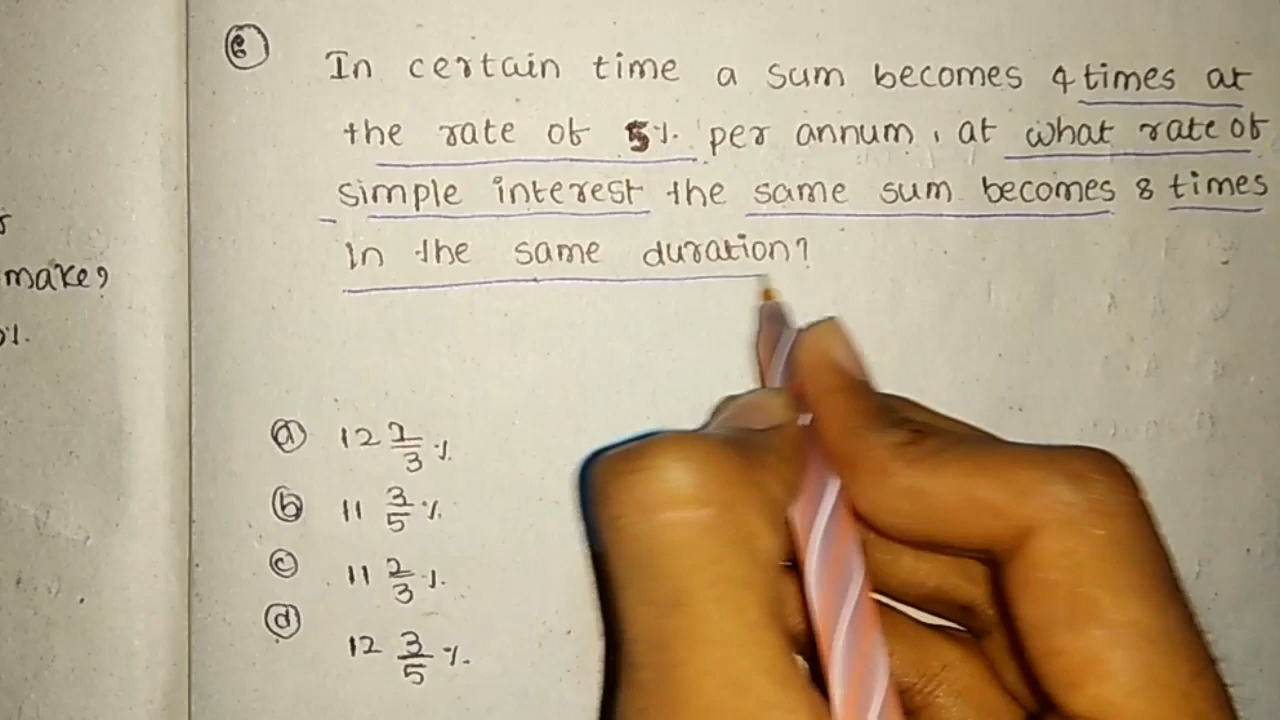 6
In certain time a sum becomes 4 times at
the rate of 5% per annum, at what rate of
simple interest the same sum becomes 8 times
in the same duration?
make?
%.
a 12 2/3 %.
b 11 3/5 %.
c 11 2/3 %.
d 12 3/5 %.